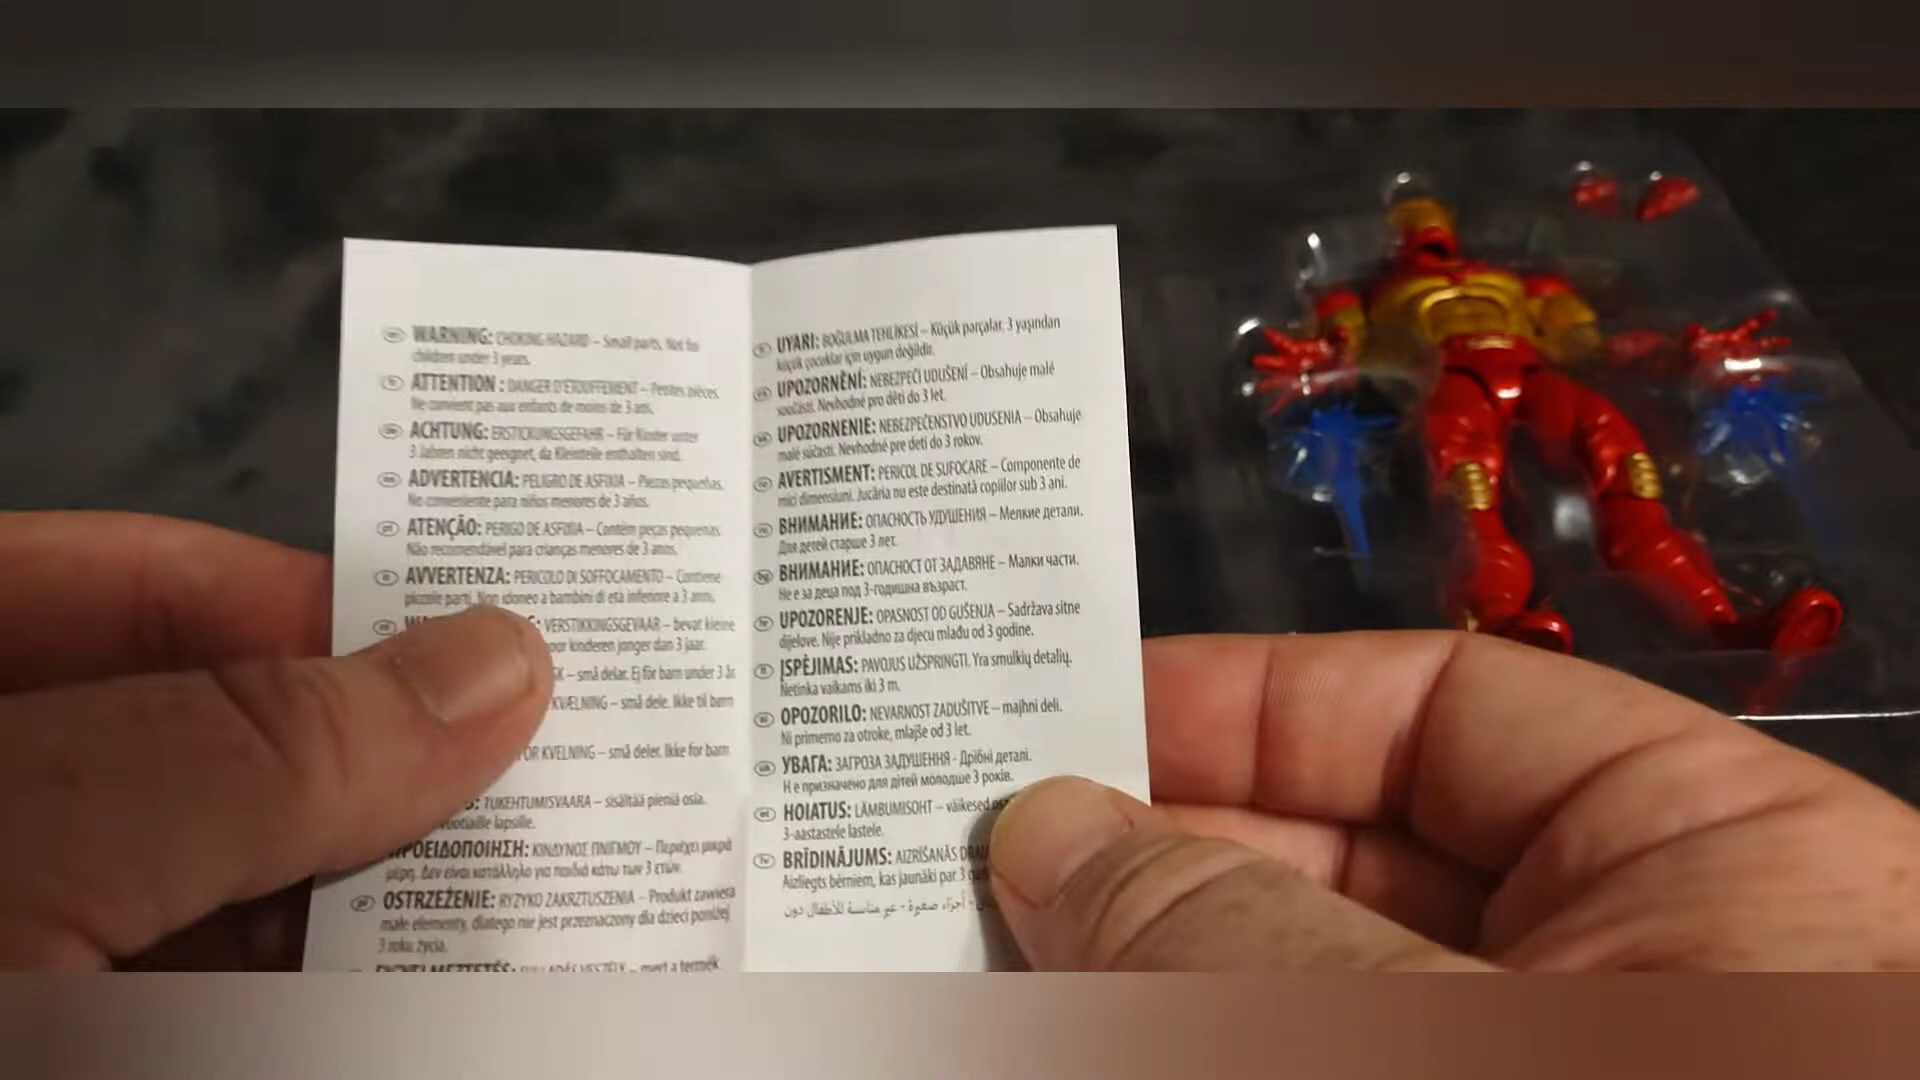 WARNING: CHOKING HAZARD – Small parts. Not for
children under 3 years.
ATTENTION : DANGER D'ÉTOUFFEMENT – Petites pièces.
Ne convient pas aux enfants de moins de 3 ans.
ACHTUNG: ERSTICKUNGSGEFAHR – Für Kinder unter
3 Jahren nicht geeignet, da Kleinteile enthalten sind.
ADVERTENCIA: PELIGRO DE ASFIXIA – Piezas pequeñas.
No conveniente para niños menores de 3 años.
ATENÇÃO: PERIGO DE ASFIXIA – Contém peças pequenas.
Não recomendável para crianças menores de 3 anos.
AVVERTENZA: PERICOLO DI SOFFOCAMENTO – Contiene
piccole parti. Non idoneo a bambini di età inferiore a 3 anni.
VERSTIKKINGSGEVAAR – bevat kleine
kinderen jonger dan 3 jaar.
– små delar. Ej för barn under 3 år.
KVÆLNING – små dele. Ikke til børn
FOR KVELNING – små deler. Ikke for barn
TUKEHTUMISVAARA – sisältää pieniä osia.
lapsille.
ΠΡΟΕΙΔΟΠΟΙΗΣΗ: ΚΙΝΔΥΝΟΣ ΠΝΙΓΜΟΥ – Περιέχει μικρά
μέρη. Δεν είναι κατάλληλο για παιδιά κάτω των 3 ετών.
OSTRZEŻENIE: RYZYKO ZAKRZTUSZENIA – Produkt zawiera
małe elementy, dlatego nie jest przeznaczony dla dzieci poniżej
3 roku życia.
– mert a termék
UYARI: BOĞULMA TEHLİKESİ – Küçük parçalar. 3 yaşından
küçük çocuklar için uygun değildir.
UPOZORNĚNÍ: NEBEZPEČÍ UDUŠENÍ – Obsahuje malé
součásti. Nevhodné pro děti do 3 let.
UPOZORNENIE: NEBEZPEČENSTVO UDUSENIA – Obsahuje
malé súčasti. Nevhodné pre deti do 3 rokov.
AVERTISMENT: PERICOL DE SUFOCARE – Componente de
mici dimensiuni. Jucăria nu este destinată copiilor sub 3 ani.
ВНИМАНИЕ: ОПАСНОСТЬ УДУШЕНИЯ – Мелкие детали.
Для детей старше 3 лет.
ВНИМАНИЕ: ОПАСНОСТ ОТ ЗАДАВЯНЕ – Малки части.
Не е за деца под 3-годишна възраст.
UPOZORENJE: OPASNOST OD GUŠENJA – Sadržava sitne
dijelove. Nije prikladno za djecu mlađu od 3 godine.
ĮSPĖJIMAS: PAVOJUS UŽSPRINGTI. Yra smulkių detalių.
Netinka vaikams iki 3 m.
OPOZORILO: NEVARNOST ZADUŠITVE – majhni deli.
Ni primerno za otroke, mlajše od 3 let.
УВАГА: ЗАГРОЗА ЗАДУШЕННЯ - Дрібні деталі.
Не призначено для дітей молодше 3 років.
HOIATUS: LÄMBUMISOHT – väikesed
3-aastastele lastele.
BRĪDINĀJUMS: AIZRĪŠANĀS
Aizliegts bērniem, kas jaunāki par 3
أجزاء صغيرة - غير مناسبة للأطفال دون